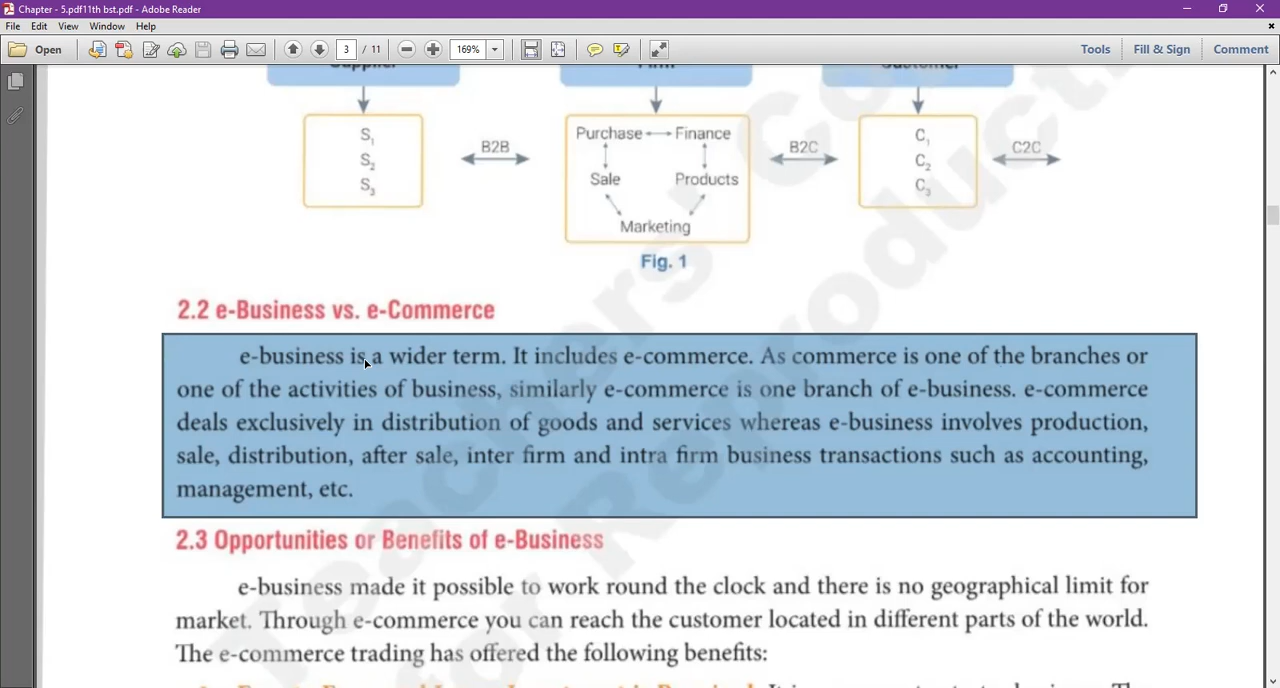 Chapter - 5.pdf11th bst.pdf - Adobe Reader
File Edit View Window Help
Open 3 / 11 169% Tools Fill & Sign Comment
Supplier Firm Customer
S1 Purchase Finance C1
B2B B2C C2C
S2 C2
Sale Products
S3 C3
Marketing
Fig. 1
2.2 e-Business vs. e-Commerce
e-business is a wider term. It includes e-commerce. As commerce is one of the branches or
one of the activities of business, similarly e-commerce is one branch of e-business. e-commerce
deals exclusively in distribution of goods and services whereas e-business involves production,
sale, distribution, after sale, inter firm and intra firm business transactions such as accounting,
management, etc.
2.3 Opportunities or Benefits of e-Business
e-business made it possible to work round the clock and there is no geographical limit for
market. Through e-commerce you can reach the customer located in different parts of the world.
The e-commerce trading has offered the following benefits: